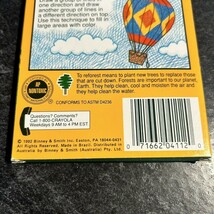 one direction and draw
another group of lines in
a different direction on top.
Use this technique to fill in
large areas with color.
AP
NONTOXIC
CONFORMS TO ASTM D4236
To reforest means to plant new trees to replace those
that are cut down. Forests are important to our planet
Earth. They help clean, cool and moisten the air and
they help clean the water.
Questions? Comments?
Call 1-800-CRAYOLA
Weekdays 9 AM to 4 PM EST
© 1992 Binney & Smith Inc., Easton, PA 18044-0431
All Rights Reserved. Made in Brazil. Distributed in
Australia by Binney & Smith (Australia) Pty. Ltd.
0 71662 04112 0